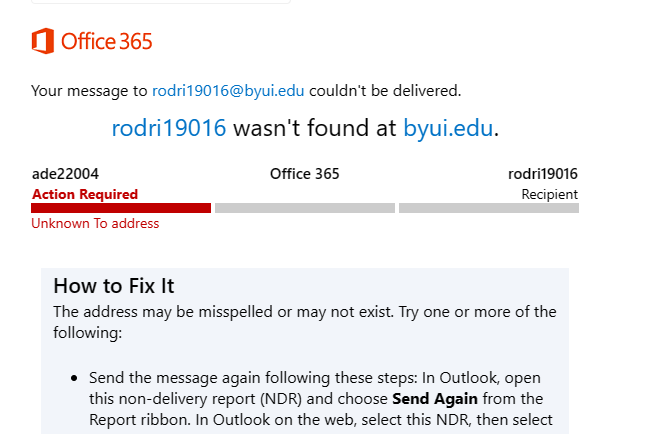 Office 365
Your message to rodri19016@byui.edu couldn't be delivered.
rodri19016 wasn't found at byui.edu.
ade22004 Office 365 rodri19016
Action Required Recipient
Unknown To address
How to Fix It
The address may be misspelled or may not exist. Try one or more of the
following:
• Send the message again following these steps: In Outlook, open
this non-delivery report (NDR) and choose Send Again from the
Report ribbon. In Outlook on the web, select this NDR, then select